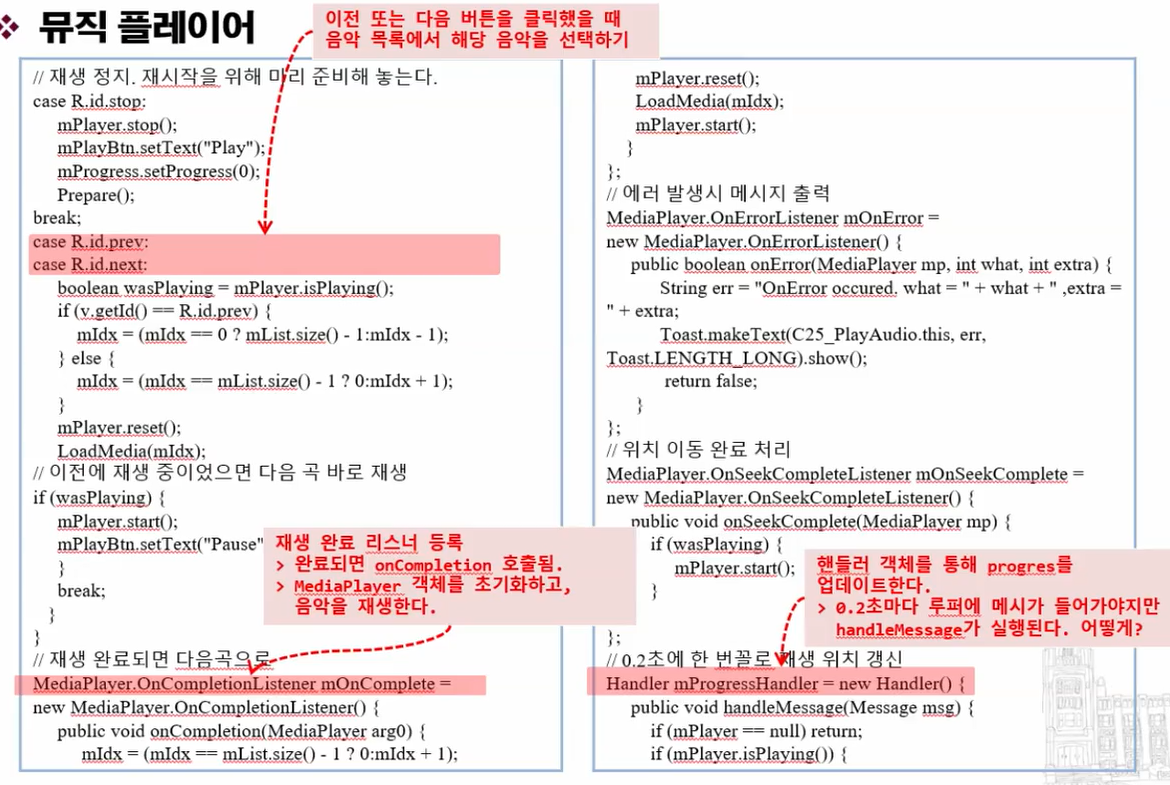 ❖ 뮤직 플레이어
이전 또는 다음 버튼을 클릭했을 때
음악 목록에서 해당 음악을 선택하기
// 재생 정지. 재시작을 위해 미리 준비해 놓는다.
case R.id.stop:
mPlayer.stop();
mPlayBtn.setText("Play");
mProgress.setProgress(0);
Prepare();
break;
case R.id.prev:
case R.id.next:
boolean wasPlaying = mPlayer.isPlaying();
if (v.getId() == R.id.prev) {
mIdx = (mIdx == 0 ? mList.size() - 1:mIdx - 1);
} else {
mIdx = (mIdx == mList.size() - 1 ? 0:mIdx + 1);
}
mPlayer.reset();
LoadMedia(mIdx);
// 이전에 재생 중이었으면 다음 곡 바로 재생
if (wasPlaying) {
mPlayer.start();
mPlayBtn.setText("Pause"
}
break;
}
}
재생 완료 리스너 등록
> 완료되면 onCompletion 호출됨.
> MediaPlayer 객체를 초기화하고,
음악을 재생한다.
// 재생 완료되면 다음곡으로
MediaPlayer.OnCompletionListener mOnComplete =
new MediaPlayer.OnCompletionListener() {
public void onCompletion(MediaPlayer arg0) {
mIdx = (mIdx == mList.size() - 1 ? 0:mIdx + 1);
mPlayer.reset();
LoadMedia(mIdx);
mPlayer.start();
}
};
// 에러 발생시 메시지 출력
MediaPlayer.OnErrorListener mOnError =
new MediaPlayer.OnErrorListener() {
public boolean onError(MediaPlayer mp, int what, int extra) {
String err = "OnError occured. what = " + what + " ,extra =
" + extra;
Toast.makeText(C25_PlayAudio.this, err,
Toast.LENGTH_LONG).show();
return false;
}
};
// 위치 이동 완료 처리
MediaPlayer.OnSeekCompleteListener mOnSeekComplete =
new MediaPlayer.OnSeekCompleteListener() {
public void onSeekComplete(MediaPlayer mp) {
if (wasPlaying) {
mPlayer.start();
}
};
핸들러 객체를 통해 progres를
업데이트한다.
> 0.2초마다 루퍼에 메시가 들어가야지만
handleMessage가 실행된다. 어떻게?
// 0.2초에 한 번꼴로 재생 위치 갱신
Handler mProgressHandler = new Handler() {
public void handleMessage(Message msg) {
if (mPlayer == null) return;
if (mPlayer.isPlaying()) {